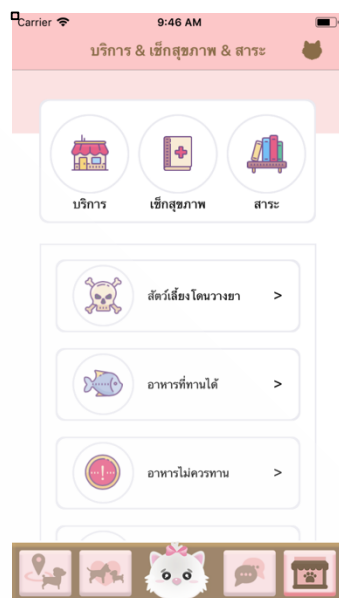 Carrier 9:46 AM
บริการ & เช็กสุขภาพ & สาระ
บริการ เช็กสุขภาพ สาระ
สัตว์เลี้ยงโดนวางยา >
อาหารที่ทานได้ >
อาหารไม่ควรทาน >